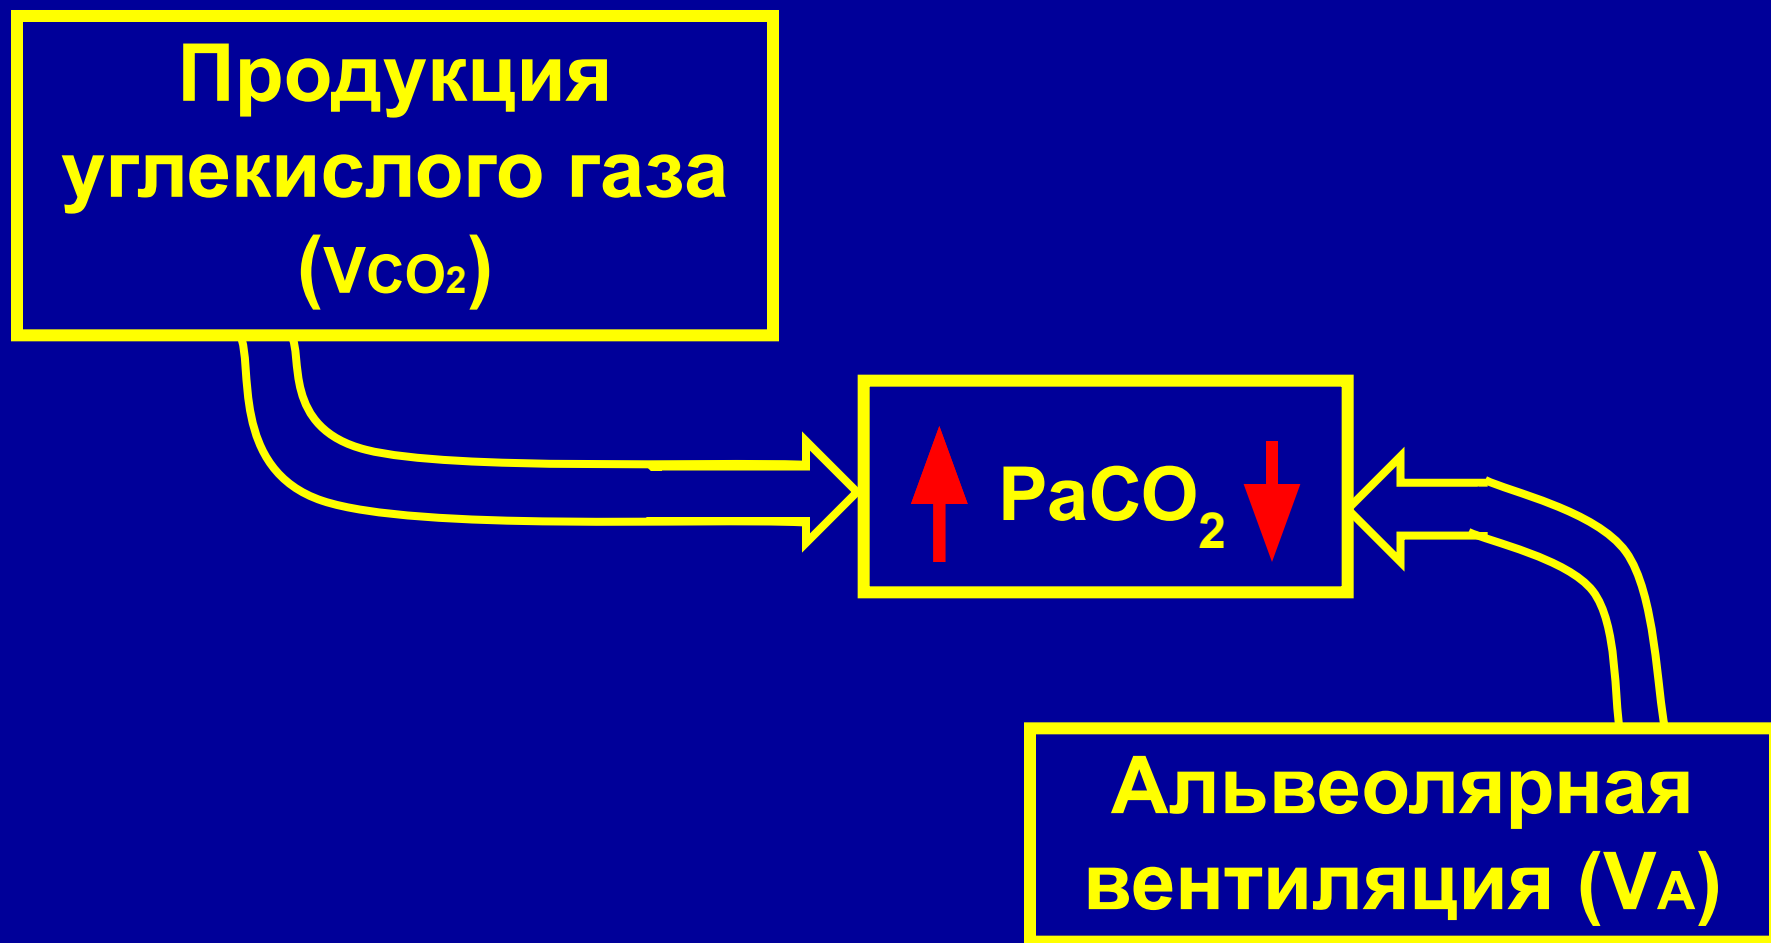 Продукция
углекислого газа
(VCO₂)
PaCO₂
Альвеолярная
вентиляция (VA)